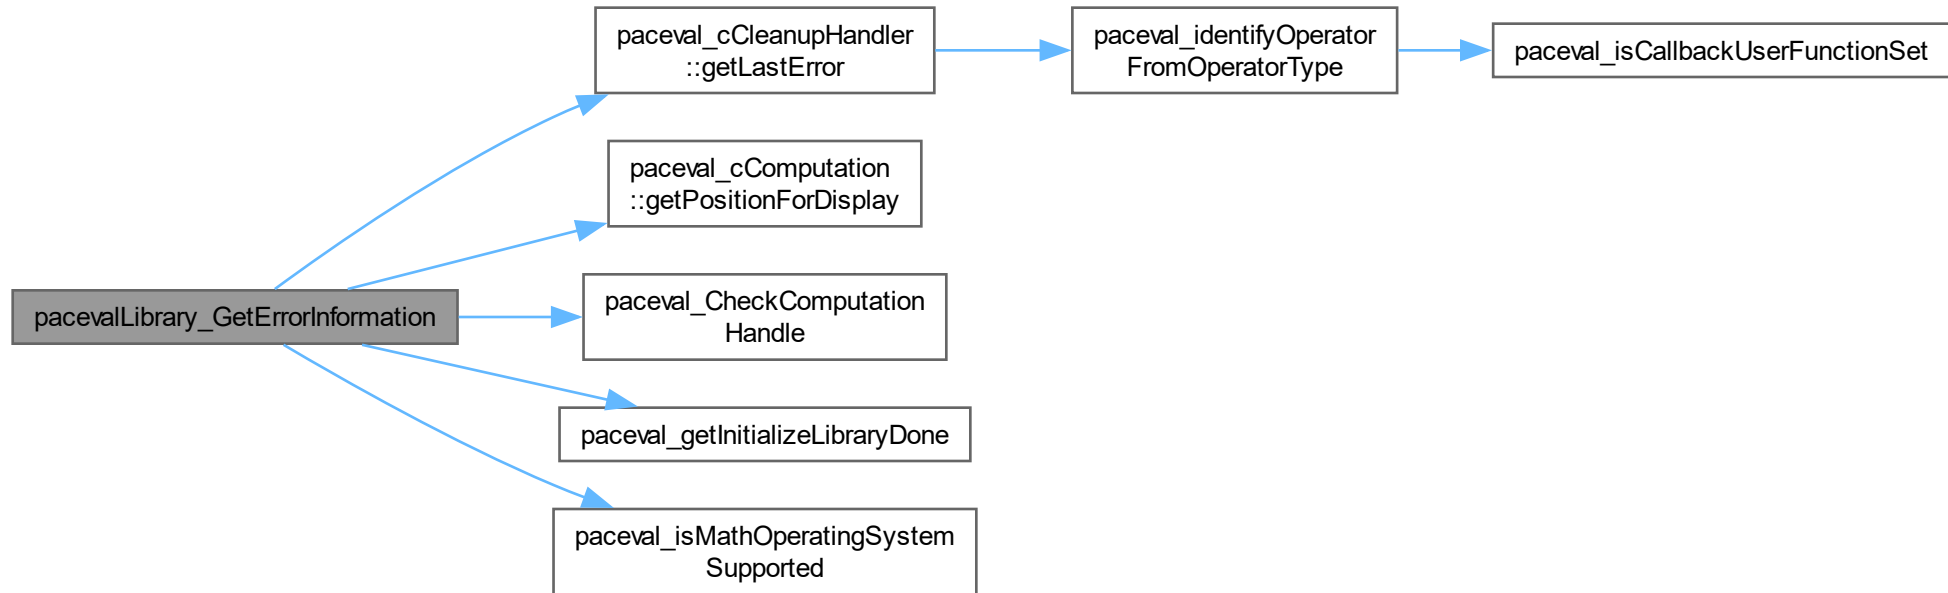 paceval_cCleanupHandler
::getLastError
paceval_identifyOperator
FromOperatorType
paceval_isCallbackUserFunctionSet
paceval_cComputation
::getPositionForDisplay
pacevalLibrary_GetErrorInformation
paceval_CheckComputation
Handle
paceval_getInitializeLibraryDone
paceval_isMathOperatingSystem
Supported